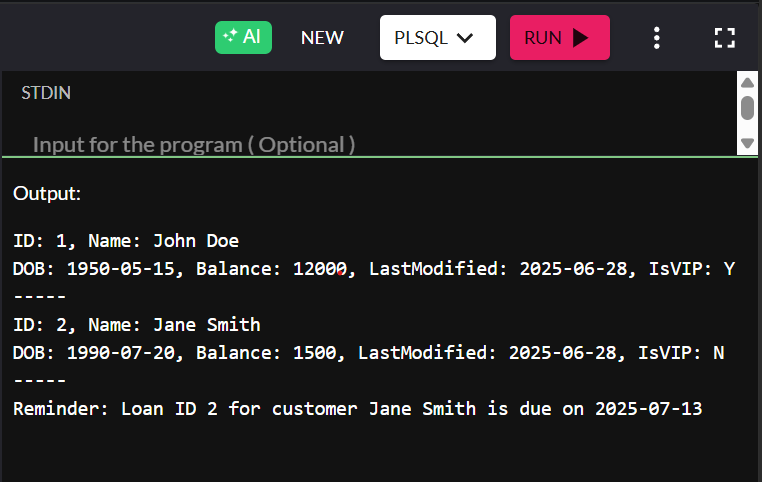 AI NEW PLSQL RUN
STDIN
Input for the program ( Optional )
Output:
ID: 1, Name: John Doe
DOB: 1950-05-15, Balance: 12000, LastModified: 2025-06-28, IsVIP: Y
-----
ID: 2, Name: Jane Smith
DOB: 1990-07-20, Balance: 1500, LastModified: 2025-06-28, IsVIP: N
-----
Reminder: Loan ID 2 for customer Jane Smith is due on 2025-07-13